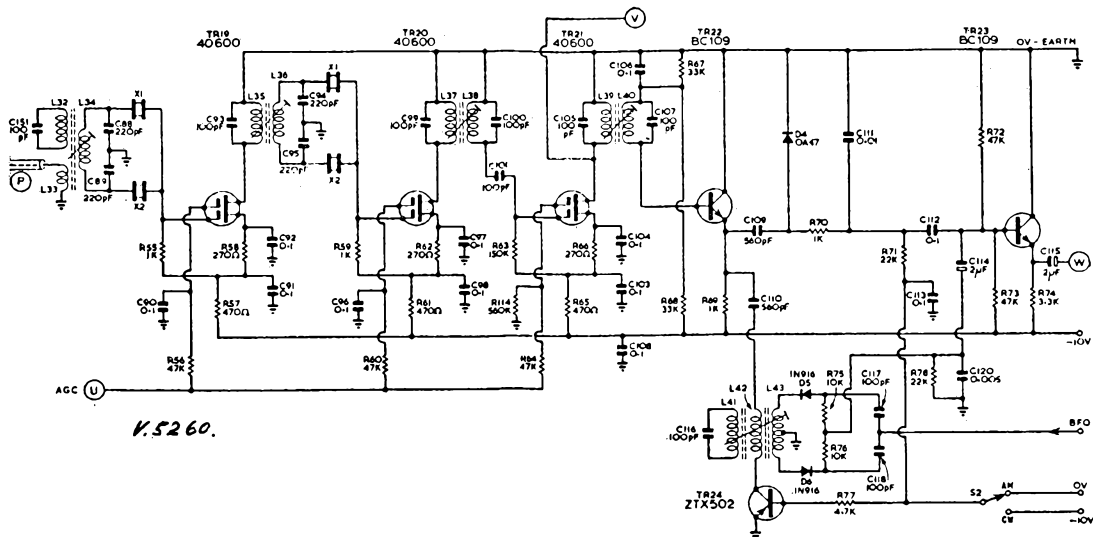 V
TR19
40600
TR20
40600
TR21
40600
TR22
BC109
TR23
BC109
0V-EARTH
L32
L34
X1
L36
X1
C106
0·1
R67
33K
C151
100
pF
C88
220pF
C93
100pF
L35
C94
220pF
C99
100pF
L37
L38
C100
100pF
C105
100
pF
L39
L40
C107
100
pF
D4
OA47
C111
R72
47K
P
L33
C89
220pF
X2
C95
220pF
X2
C101
100pF
C109
560pF
R70
1K
C112
0·1
C115
2µF
W
R55
1K
R58
270Ω
C92
0·1
R59
1K
R62
270Ω
C97
0·1
R63
150K
R66
270Ω
C104
0·1
R71
22K
C114
2µF
C90
0·1
R57
470Ω
C91
0·1
C96
0·1
R61
470Ω
C98
0·1
R114
560K
R65
470Ω
C103
0·1
R68
33K
R69
1K
C110
560pF
C113
0·1
R73
47K
R74
3.3K
-10V
R56
47K
R60
47K
R64
47K
C108
0·1
AGC
U
R78
22K
C120
0·005
L41
L42
L43
1N916
D5
R75
10K
C117
100pF
V.5260.
C116
100pF
R76
10K
BFO
D6
1N916
C118
100pF
TR24
ZTX502
R77
4·7K
S2
AM
0V
CW
-10V